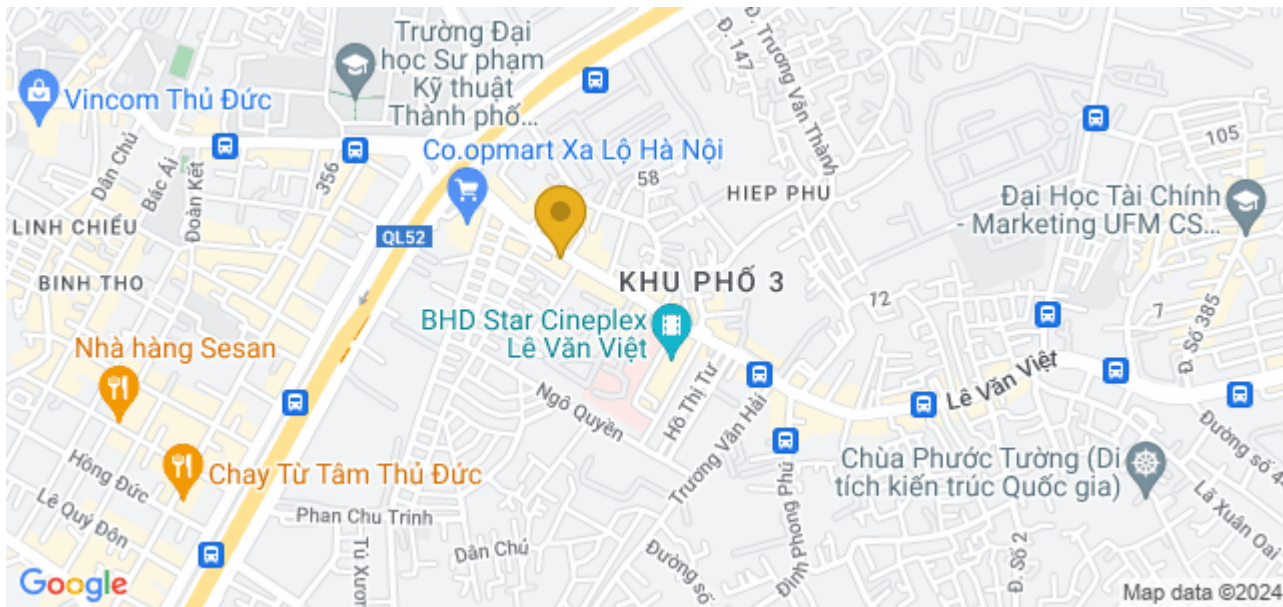 Trường Đại
học Sư phạm
Kỹ thuật
Thành phố...
Đ. 147
Đ. Trương Văn Thành
Vincom Thủ Đức
105
Co.opmart Xa Lộ Hà Nội
Dân Chủ
Bác Ái
Đoàn Kết
356
58
HIEP PHU
Đại Học Tài Chính
- Marketing UFM CS...
LINH CHIỂU
QL52
BINH THO
KHU PHỐ 3
72
7
Đ. Số 385
BHD Star Cineplex
Lê Văn Việt
Nhà hàng Sesan
Lê Văn Việt
Ngô Quyền
Hồ Thị Tư
Trương Văn Hải
Đình Phong Phú
Đường số 4
Chùa Phước Tường (Di
tích kiến trúc Quốc gia)
Hồng Đức
Chay Từ Tâm Thủ Đức
Lê Quý Đôn
Phan Chu Trinh
Lã Xuân Oai
Dân Chủ
Đường số
Đ. Số 2
Google
Map data ©2024